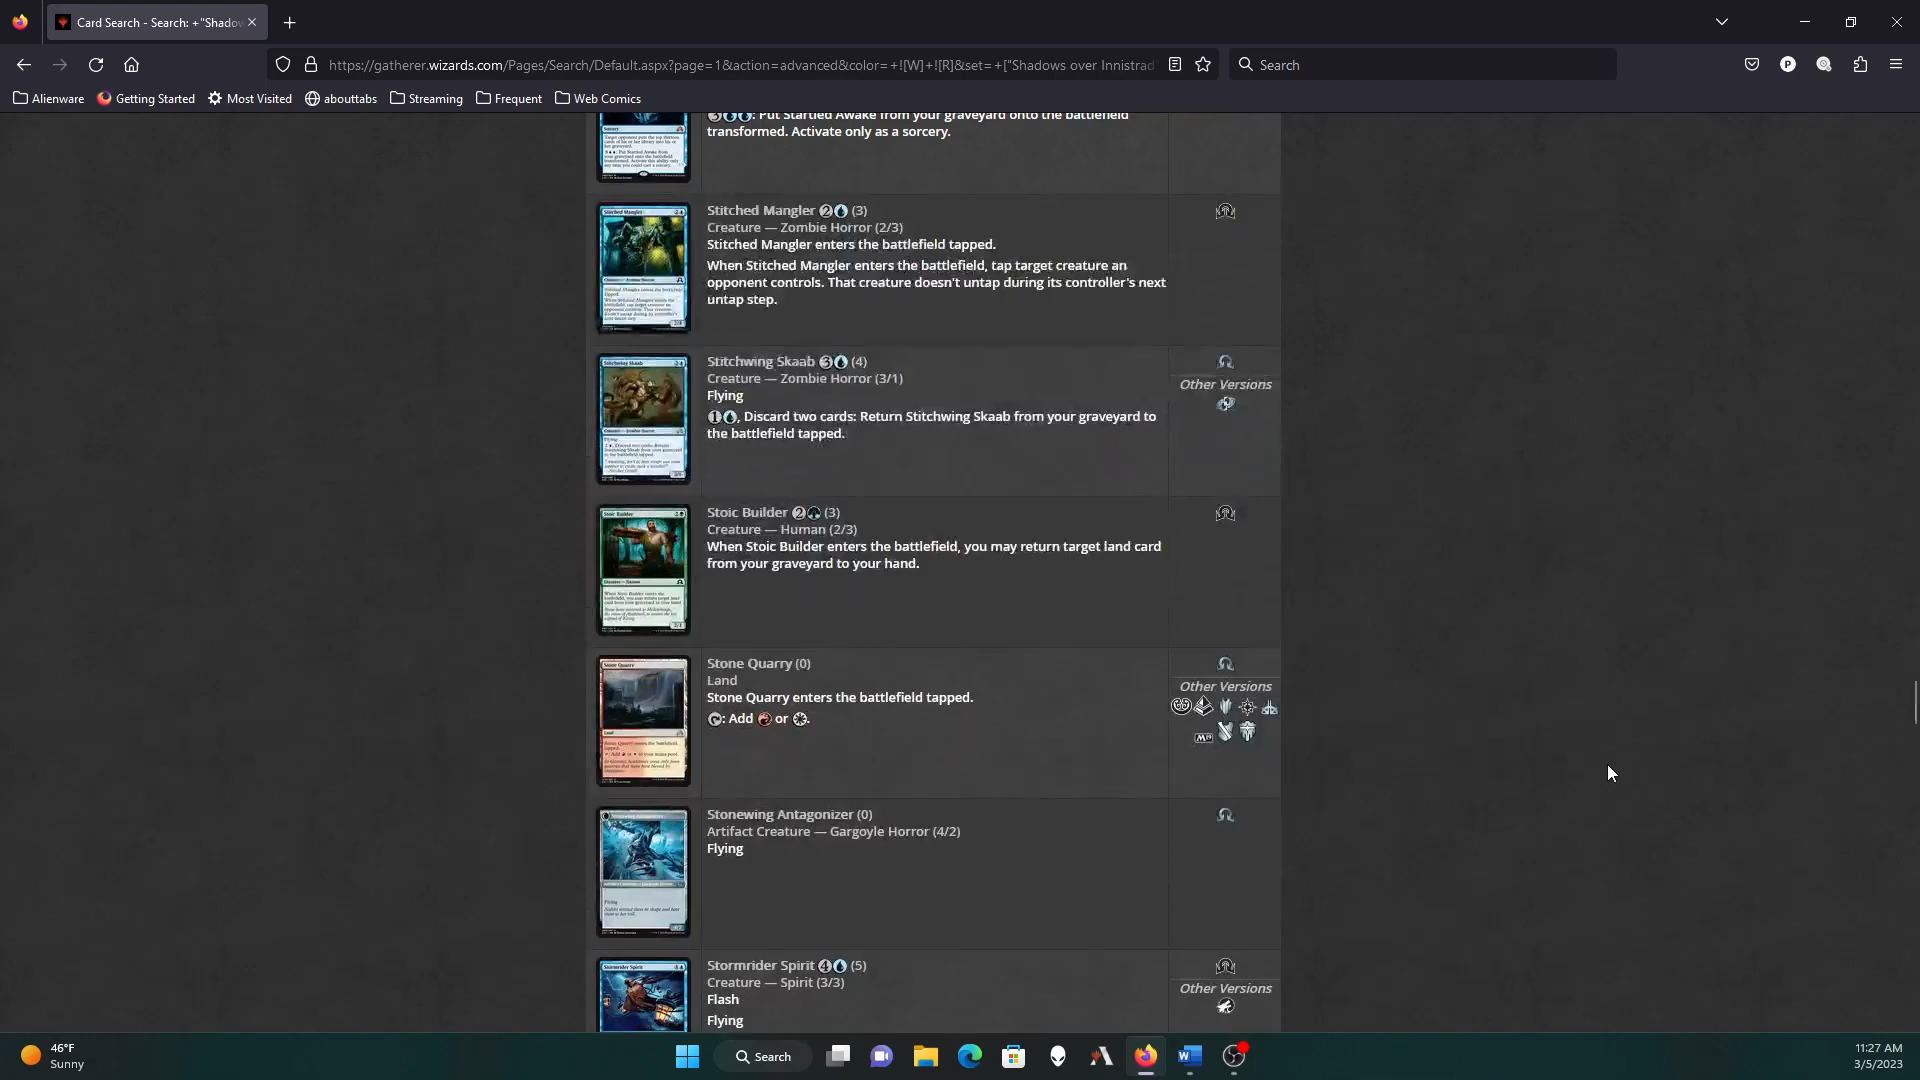 Card Search - Search: +"Shadow
https://gatherer.wizards.com/Pages/Search/Default.aspx?page=1&action=advanced&color=+![W]+![R]&set=+["Shadows over Innistrad"
Search
Alienware Getting Started Most Visited abouttabs Streaming Frequent Web Comics
3: Put Startled Awake from your graveyard onto the battlefield
transformed. Activate only as a sorcery.
Stitched Mangler 2 (3)
Creature — Zombie Horror (2/3)
Stitched Mangler enters the battlefield tapped.
When Stitched Mangler enters the battlefield, tap target creature an
opponent controls. That creature doesn't untap during its controller's next
untap step.
Stitchwing Skaab 3 (4)
Creature — Zombie Horror (3/1)
Flying
1, Discard two cards: Return Stitchwing Skaab from your graveyard to
the battlefield tapped.
Other Versions
Stoic Builder 2 (3)
Creature — Human (2/3)
When Stoic Builder enters the battlefield, you may return target land card
from your graveyard to your hand.
Stone Quarry (0)
Land
Stone Quarry enters the battlefield tapped.
: Add or .
Other Versions
M19
Stonewing Antagonizer (0)
Artifact Creature — Gargoyle Horror (4/2)
Flying
Stormrider Spirit 4 (5)
Creature — Spirit (3/3)
Flash
Flying
Other Versions
46°F
Sunny
Search
11:27 AM
3/5/2023